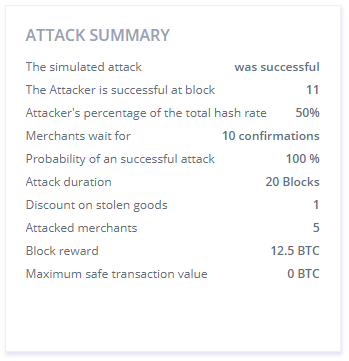 ATTACK SUMMARY
The simulated attack was successful
The Attacker is successful at block 11
Attacker's percentage of the total hash rate 50%
Merchants wait for 10 confirmations
Probability of an successful attack 100 %
Attack duration 20 Blocks
Discount on stolen goods 1
Attacked merchants 5
Block reward 12.5 BTC
Maximum safe transaction value 0 BTC